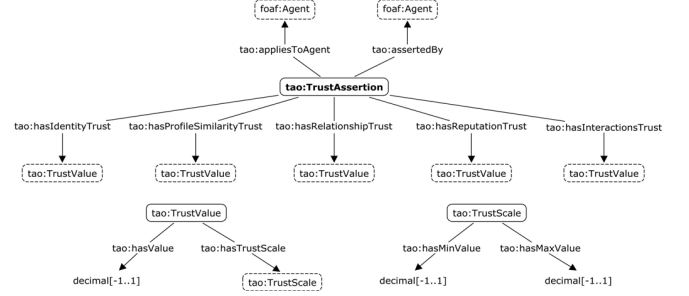 foaf:Agent foaf:Agent
tao:appliesToAgent tao:assertedBy
tao:TrustAssertion
tao:hasIdentityTrust tao:hasProfileSimilarityTrust tao:hasRelationshipTrust tao:hasReputationTrust tao:hasInteractionsTrust
tao:TrustValue tao:TrustValue tao:TrustValue tao:TrustValue tao:TrustValue
tao:TrustValue tao:TrustScale
tao:hasValue tao:hasTrustScale tao:hasMinValue tao:hasMaxValue
decimal[-1..1] tao:TrustScale decimal[-1..1] decimal[-1..1]